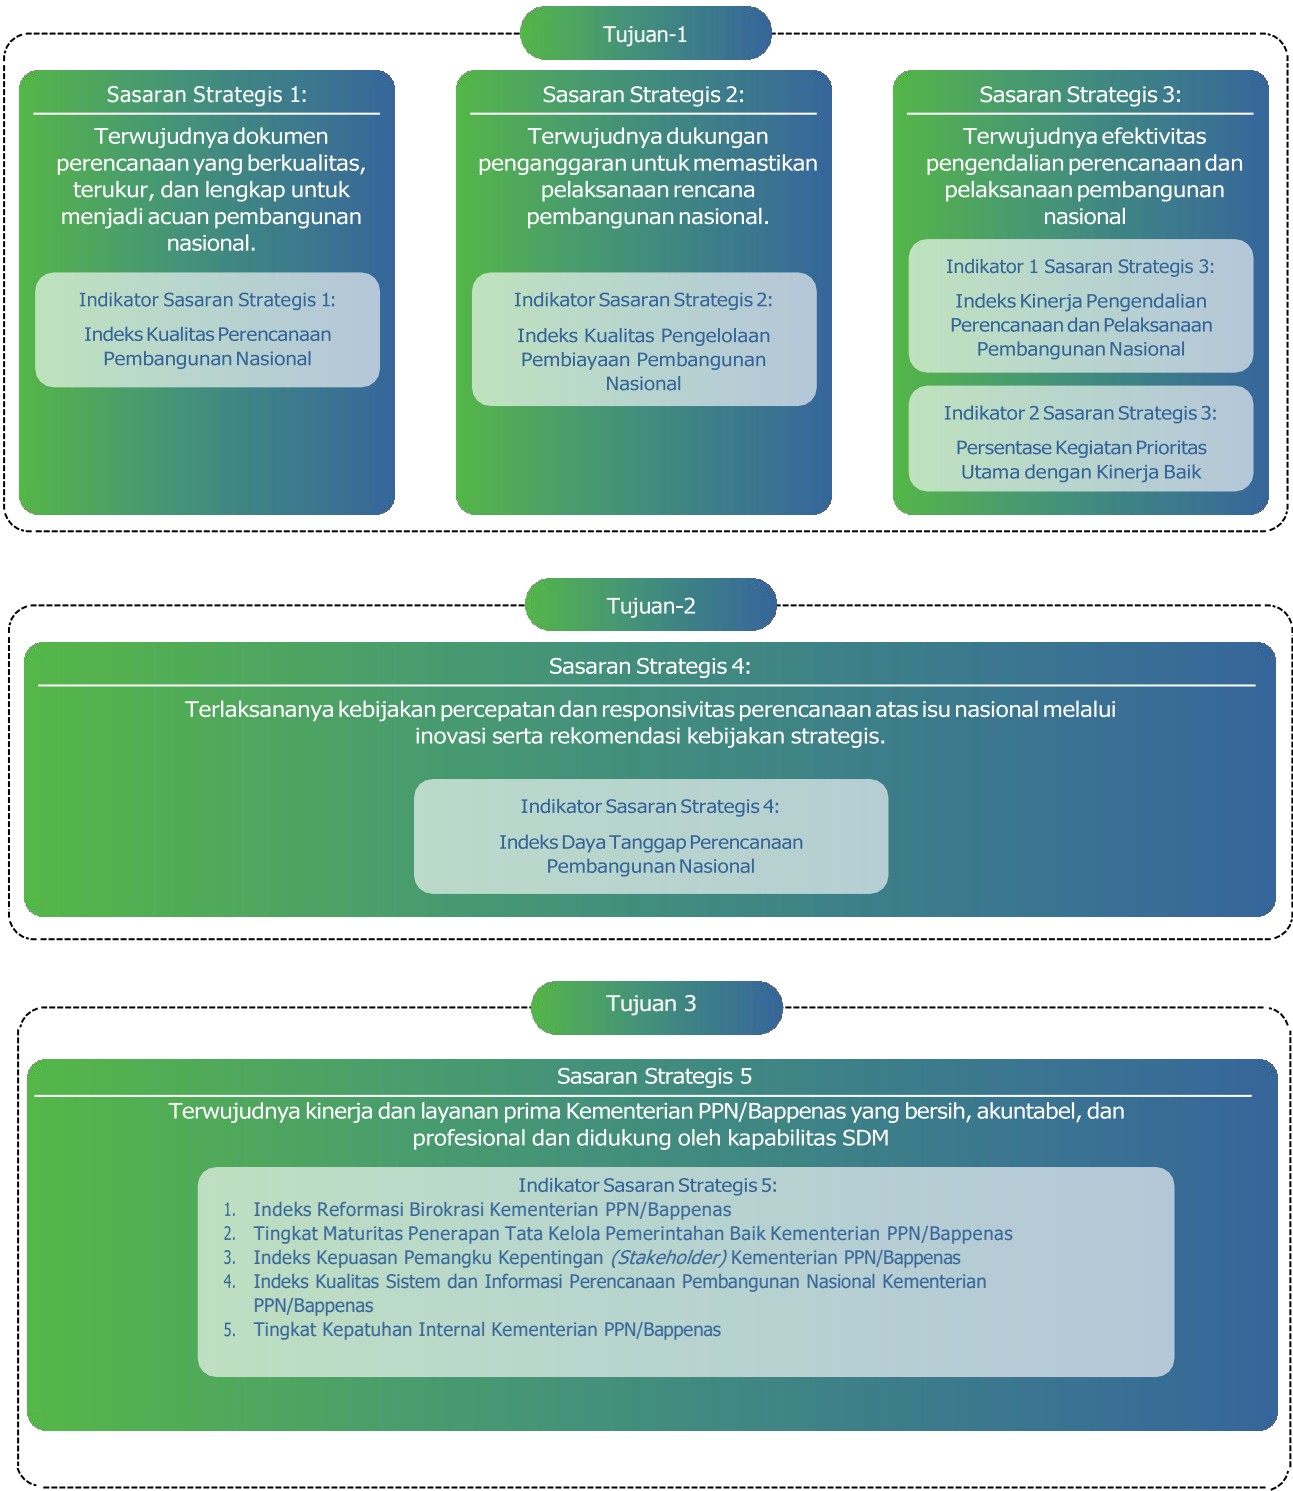 Tujuan-1
Sasaran Strategis 1:
Terwujudnya dokumen
perencanaan yang berkualitas,
terukur, dan lengkap untuk
menjadi acuan pembangunan
nasional.
Indikator Sasaran Strategis 1:
Indeks Kualitas Perencanaan
Pembangunan Nasional
Sasaran Strategis 2:
Terwujudnya dukungan
penganggaran untuk memastikan
pelaksanaan rencana
pembangunan nasional.
Indikator Sasaran Strategis 2:
Indeks Kualitas Pengelolaan
Pembiayaan Pembangunan
Nasional
Sasaran Strategis 3:
Terwujudnya efektivitas
pengendalian perencanaan dan
pelaksanaan pembangunan
nasional
Indikator 1 Sasaran Strategis 3:
Indeks Kinerja Pengendalian
Perencanaan dan Pelaksanaan
Pembangunan Nasional
Indikator 2 Sasaran Strategis 3:
Persentase Kegiatan Prioritas
Utama dengan Kinerja Baik
Tujuan-2
Sasaran Strategis 4:
Terlaksananya kebijakan percepatan dan responsivitas perencanaan atas isu nasional melalui
inovasi serta rekomendasi kebijakan strategis.
Indikator Sasaran Strategis 4:
Indeks Daya Tanggap Perencanaan
Pembangunan Nasional
Tujuan 3
Sasaran Strategis 5
Terwujudnya kinerja dan layanan prima Kementerian PPN/Bappenas yang bersih, akuntabel, dan
profesional dan didukung oleh kapabilitas SDM
Indikator Sasaran Strategis 5:
1. Indeks Reformasi Birokrasi Kementerian PPN/Bappenas
2. Tingkat Maturitas Penerapan Tata Kelola Pemerintahan Baik Kementerian PPN/Bappenas
3. Indeks Kepuasan Pemangku Kepentingan (Stakeholder) Kementerian PPN/Bappenas
4. Indeks Kualitas Sistem dan Informasi Perencanaan Pembangunan Nasional Kementerian
PPN/Bappenas
5. Tingkat Kepatuhan Internal Kementerian PPN/Bappenas